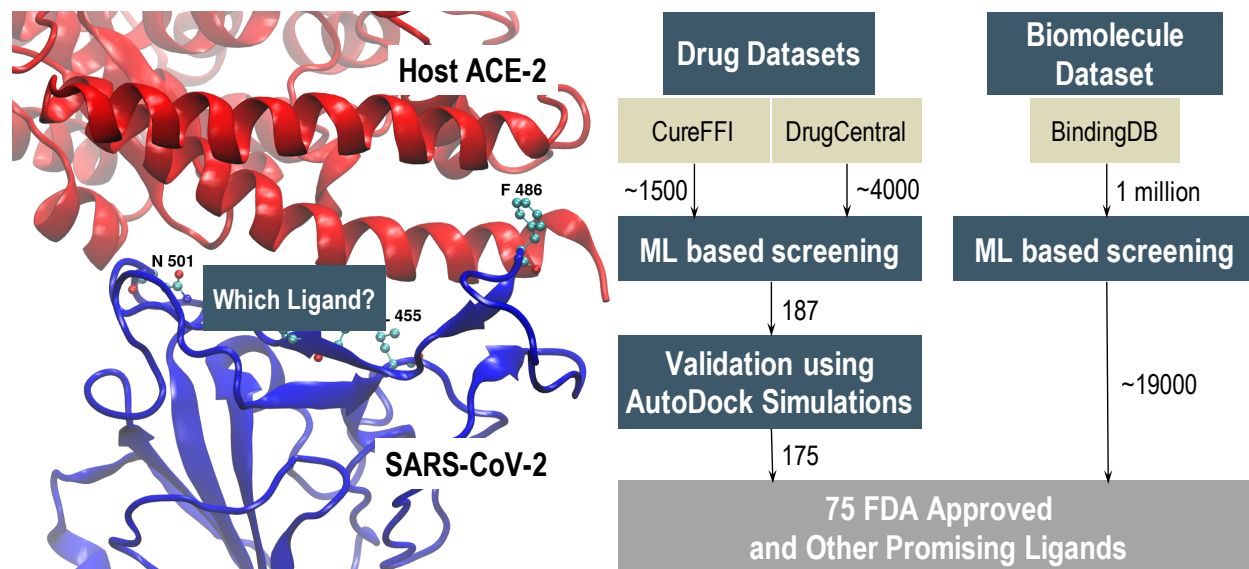 Host ACE-2
F 486
N 501
Which Ligand?
L 455
SARS-CoV-2
Drug Datasets
CureFFI
DrugCentral
~1500
~4000
ML based screening
187
Validation using
AutoDock Simulations
175
Biomolecule
Dataset
BindingDB
1 million
ML based screening
~19000
75 FDA Approved
and Other Promising Ligands